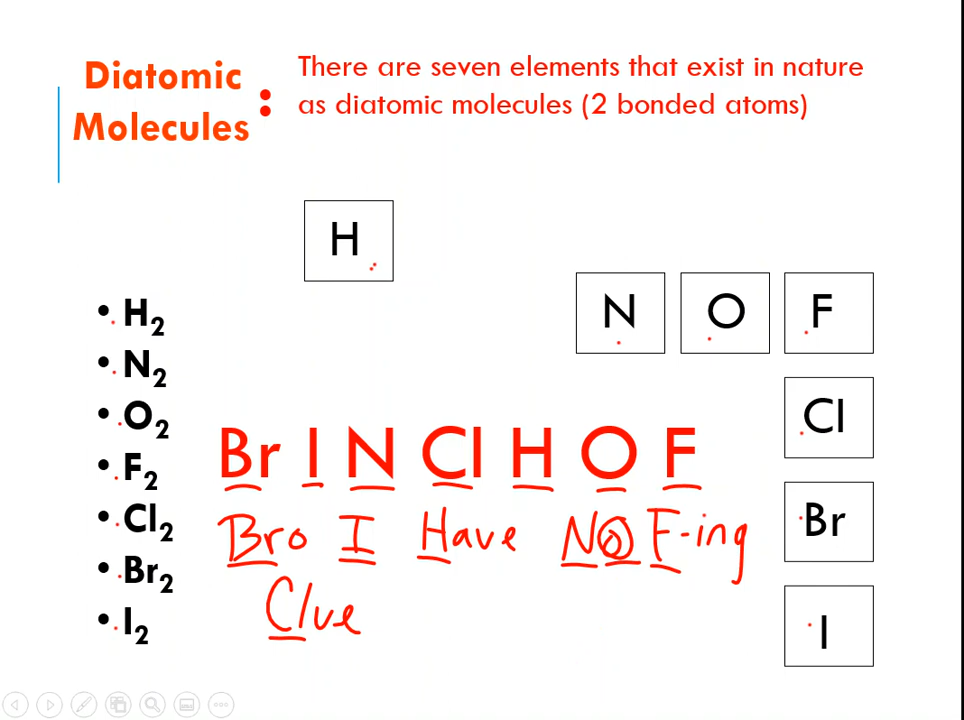 Diatomic
Molecules
:
There are seven elements that exist in nature
as diatomic molecules (2 bonded atoms)
H
N O F
Cl
Br
I
• H₂
• N₂
• O₂
• F₂
• Cl₂
• Br₂
• I₂
Br I N Cl H O F
Bro I Have NO F-ing
Clue